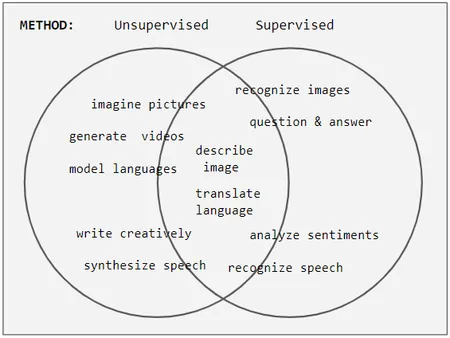 METHOD: Unsupervised Supervised
recognize images
imagine pictures
question & answer
generate videos
describe
image
model languages
translate
language
write creatively
analyze sentiments
synthesize speech
recognize speech